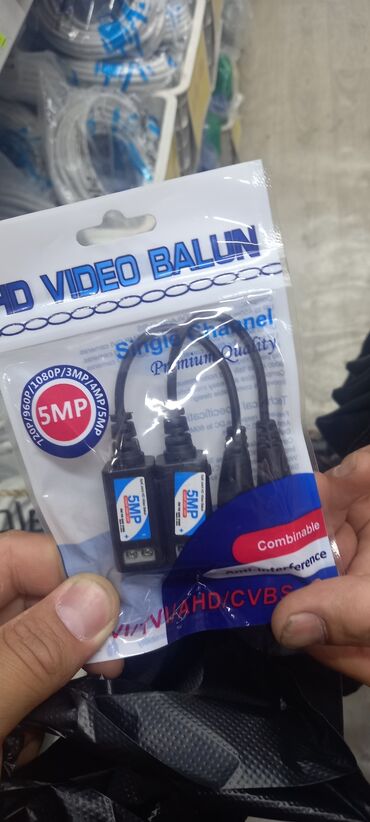 HD VIDEO BALUN
Single Channel
Premium Quality
720P/960P/1080P/3MP/4MP/5MP
5MP
5MP
5MP
Combinable
Anti-Interference
VI/TVI/AHD/CVBS